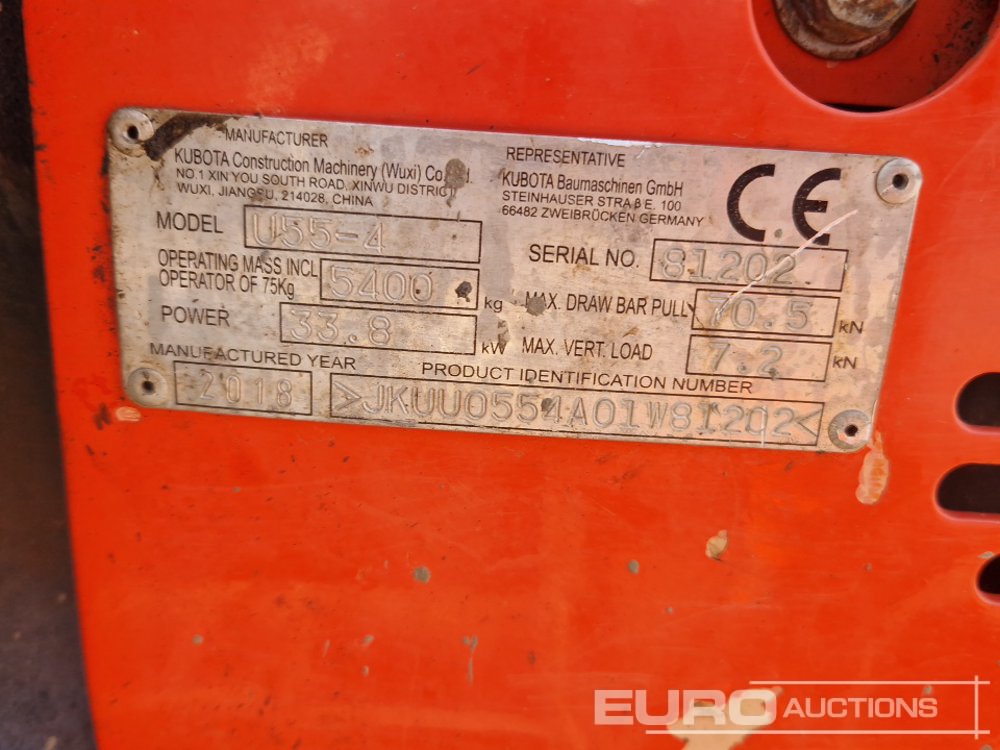 MANUFACTURER
KUBOTA Construction Machinery (Wuxi) Co.,
NO.1 XIN YOU SOUTH ROAD, XINWU DISTRICT
WUXI, JIANGSU, 214028, CHINA
REPRESENTATIVE
KUBOTA Baumaschinen GmbH
STEINHAUSER STRAβE. 100
66482 ZWEIBRÜCKEN GERMANY
CE
MODEL U55-4
SERIAL NO. 81202
OPERATING MASS INCL
OPERATOR OF 75Kg 5400 kg
MAX. DRAW BAR PULL 70.5 kN
POWER 33.8 kW
MAX. VERT. LOAD 7.2 kN
MANUFACTURED YEAR
2018
PRODUCT IDENTIFICATION NUMBER
>JKUU0554A01W81202<
EURO AUCTIONS